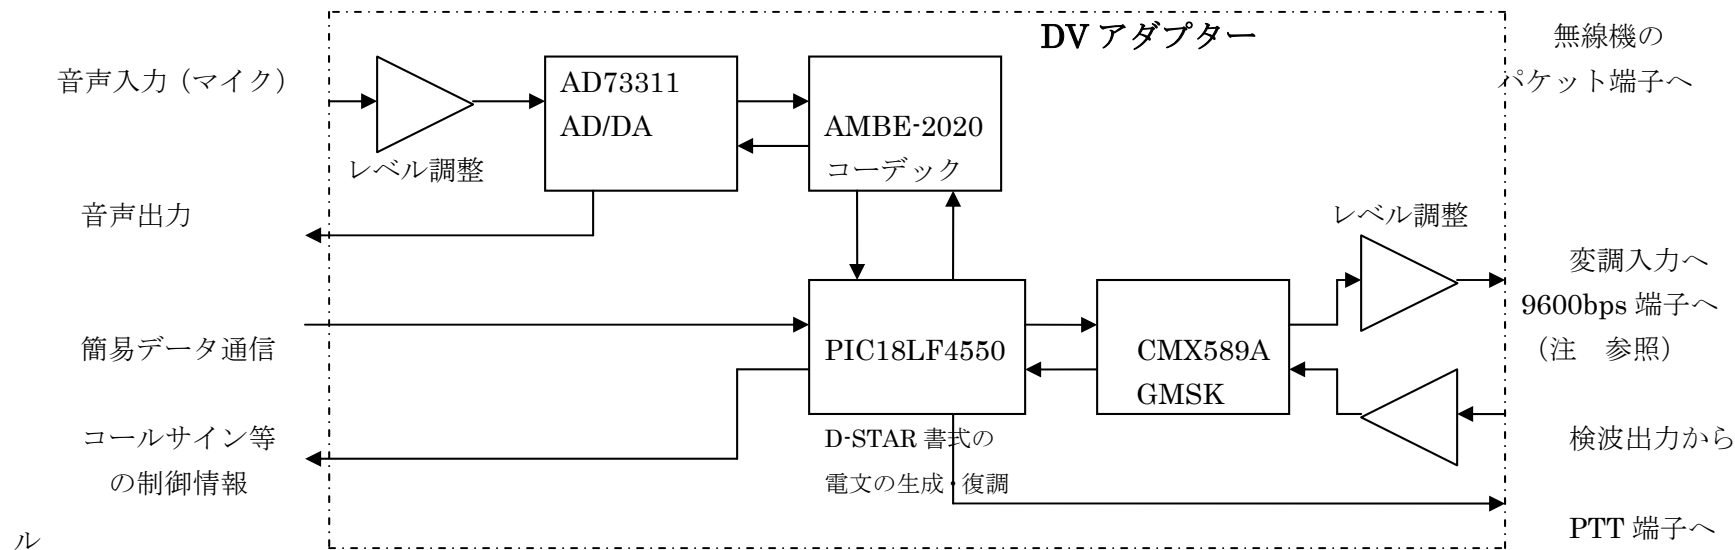 DV アダプター
無線機の
パケット端子へ
音声入力（マイク）
AD73311
AD/DA
AMBE-2020
コーデック
レベル調整
音声出力
レベル調整
変調入力へ
9600bps 端子へ
（注　参照）
簡易データ通信
PIC18LF4550
CMX589A
GMSK
コールサイン等
の制御情報
D-STAR 書式の
電文の生成・復調
検波出力から
PTT 端子へ
ル